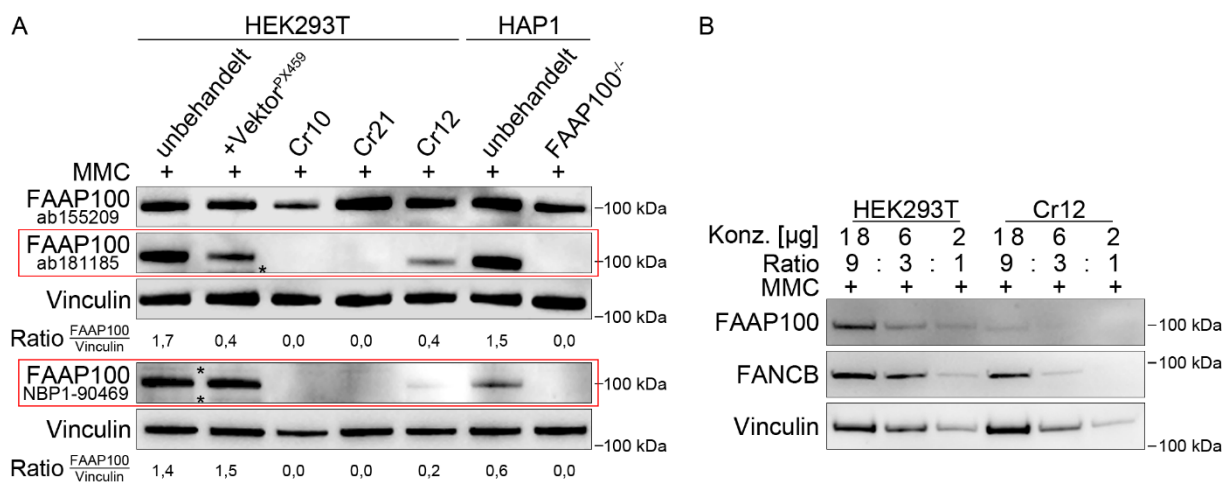 A
HEK293T HAP1
unbehandelt +Vektor^PX459 Cr10 Cr21 Cr12 unbehandelt FAAP100-/-
MMC + + + + + + +
FAAP100
ab155209
100 kDa
FAAP100
ab181185
*
100 kDa
Vinculin
100 kDa
Ratio FAAP100/Vinculin 1,7 0,4 0,0 0,0 0,4 1,5 0,0
FAAP100
NBP1-90469
*
*
100 kDa
Vinculin
100 kDa
Ratio FAAP100/Vinculin 1,4 1,5 0,0 0,0 0,2 0,6 0,0
B
HEK293T Cr12
Konz. [µg] 18 6 2 18 6 2
Ratio 9 : 3 : 1 9 : 3 : 1
MMC + + + + + +
FAAP100
100 kDa
FANCB
100 kDa
Vinculin
100 kDa